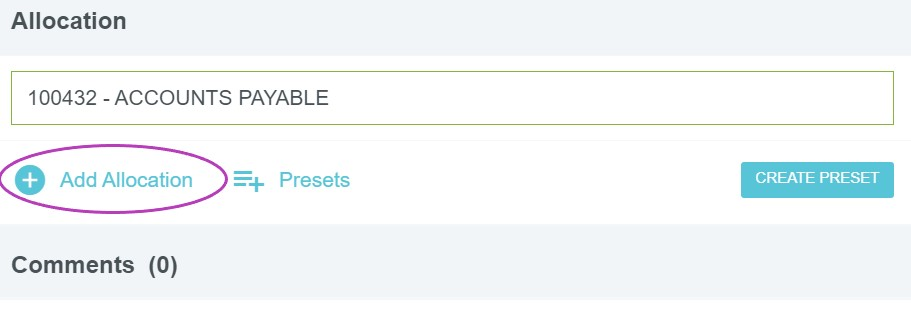 Allocation
100432 - ACCOUNTS PAYABLE
Add Allocation Presets CREATE PRESET
Comments (0)